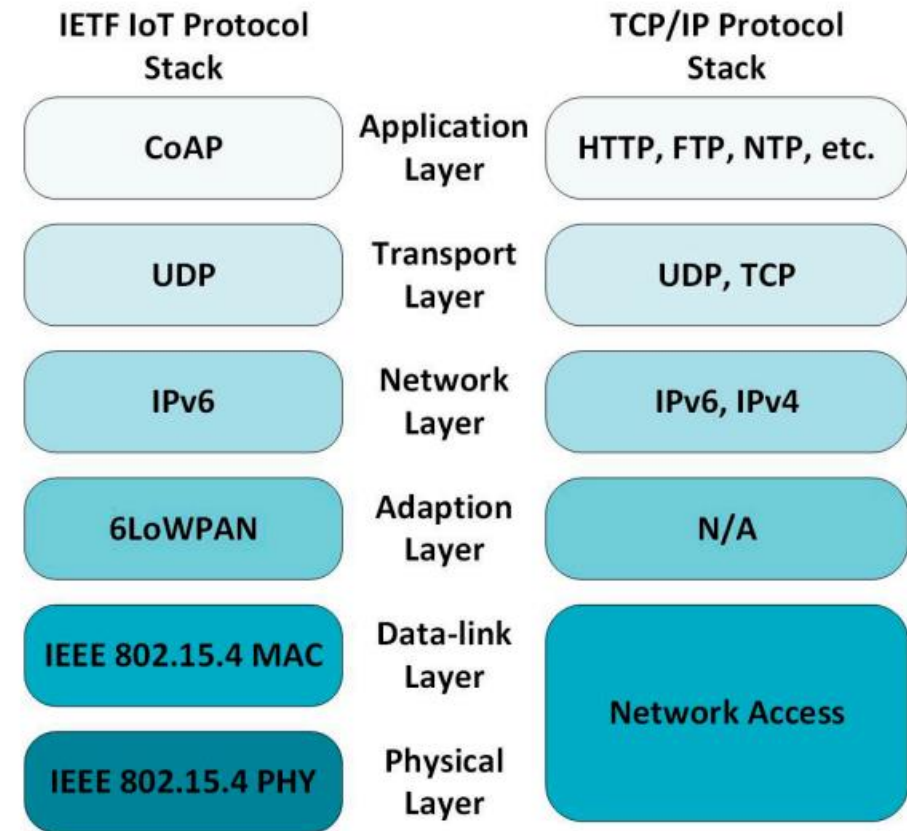 IETF IoT Protocol
Stack
TCP/IP Protocol
Stack
CoAP
Application
Layer
HTTP, FTP, NTP, etc.
UDP
Transport
Layer
UDP, TCP
IPv6
Network
Layer
IPv6, IPv4
6LoWPAN
Adaption
Layer
N/A
IEEE 802.15.4 MAC
Data-link
Layer
Network Access
IEEE 802.15.4 PHY
Physical
Layer